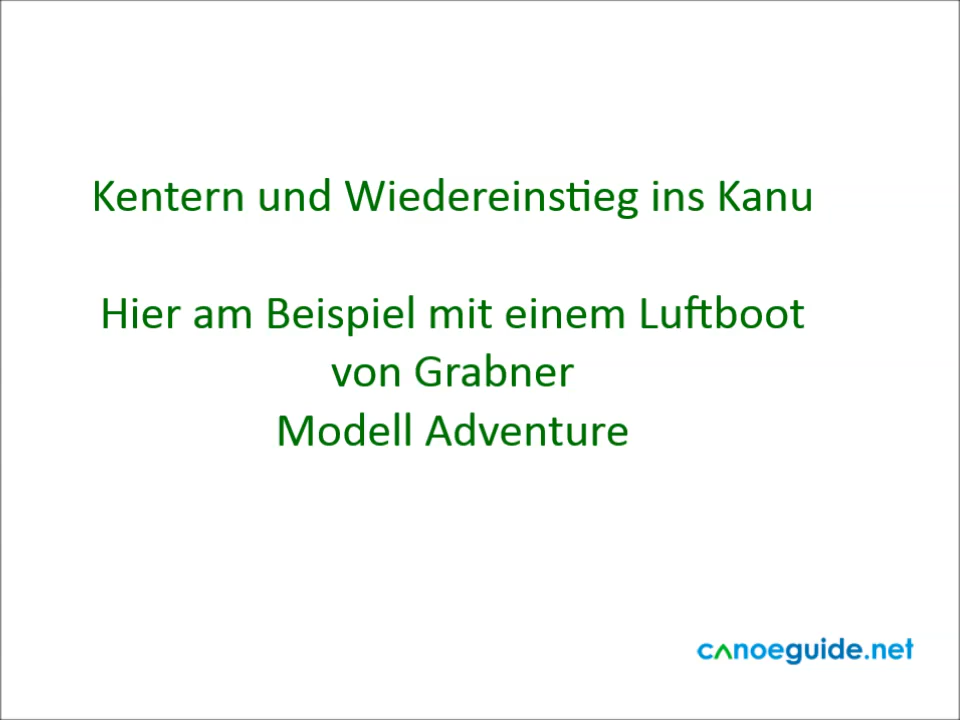 Kentern und Wiedereinstieg ins Kanu
Hier am Beispiel mit einem Luftboot
von Grabner
Modell Adventure
canoeguide.net